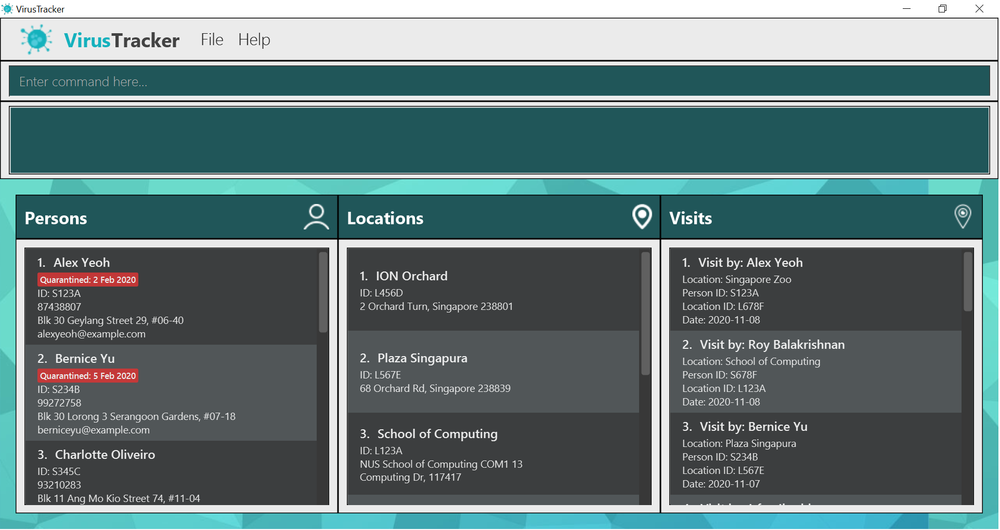 VirusTracker
VirusTracker File Help
Enter command here...
Persons
1. Alex Yeoh
Quarantined: 2 Feb 2020
ID: S123A
87438807
Blk 30 Geylang Street 29, #06-40
alexyeoh@example.com
2. Bernice Yu
Quarantined: 5 Feb 2020
ID: S234B
99272758
Blk 30 Lorong 3 Serangoon Gardens, #07-18
berniceyu@example.com
3. Charlotte Oliveiro
ID: S345C
93210283
Blk 11 Ang Mo Kio Street 74, #11-04
Locations
1. ION Orchard
ID: L456D
2 Orchard Turn, Singapore 238801
2. Plaza Singapura
ID: L567E
68 Orchard Rd, Singapore 238839
3. School of Computing
ID: L123A
NUS School of Computing COM1 13
Computing Dr, 117417
Visits
1. Visit by: Alex Yeoh
Location: Singapore Zoo
Person ID: S123A
Location ID: L678F
Date: 2020-11-08
2. Visit by: Roy Balakrishnan
Location: School of Computing
Person ID: S678F
Location ID: L123A
Date: 2020-11-08
3. Visit by: Bernice Yu
Location: Plaza Singapura
Person ID: S234B
Location ID: L567E
Date: 2020-11-07